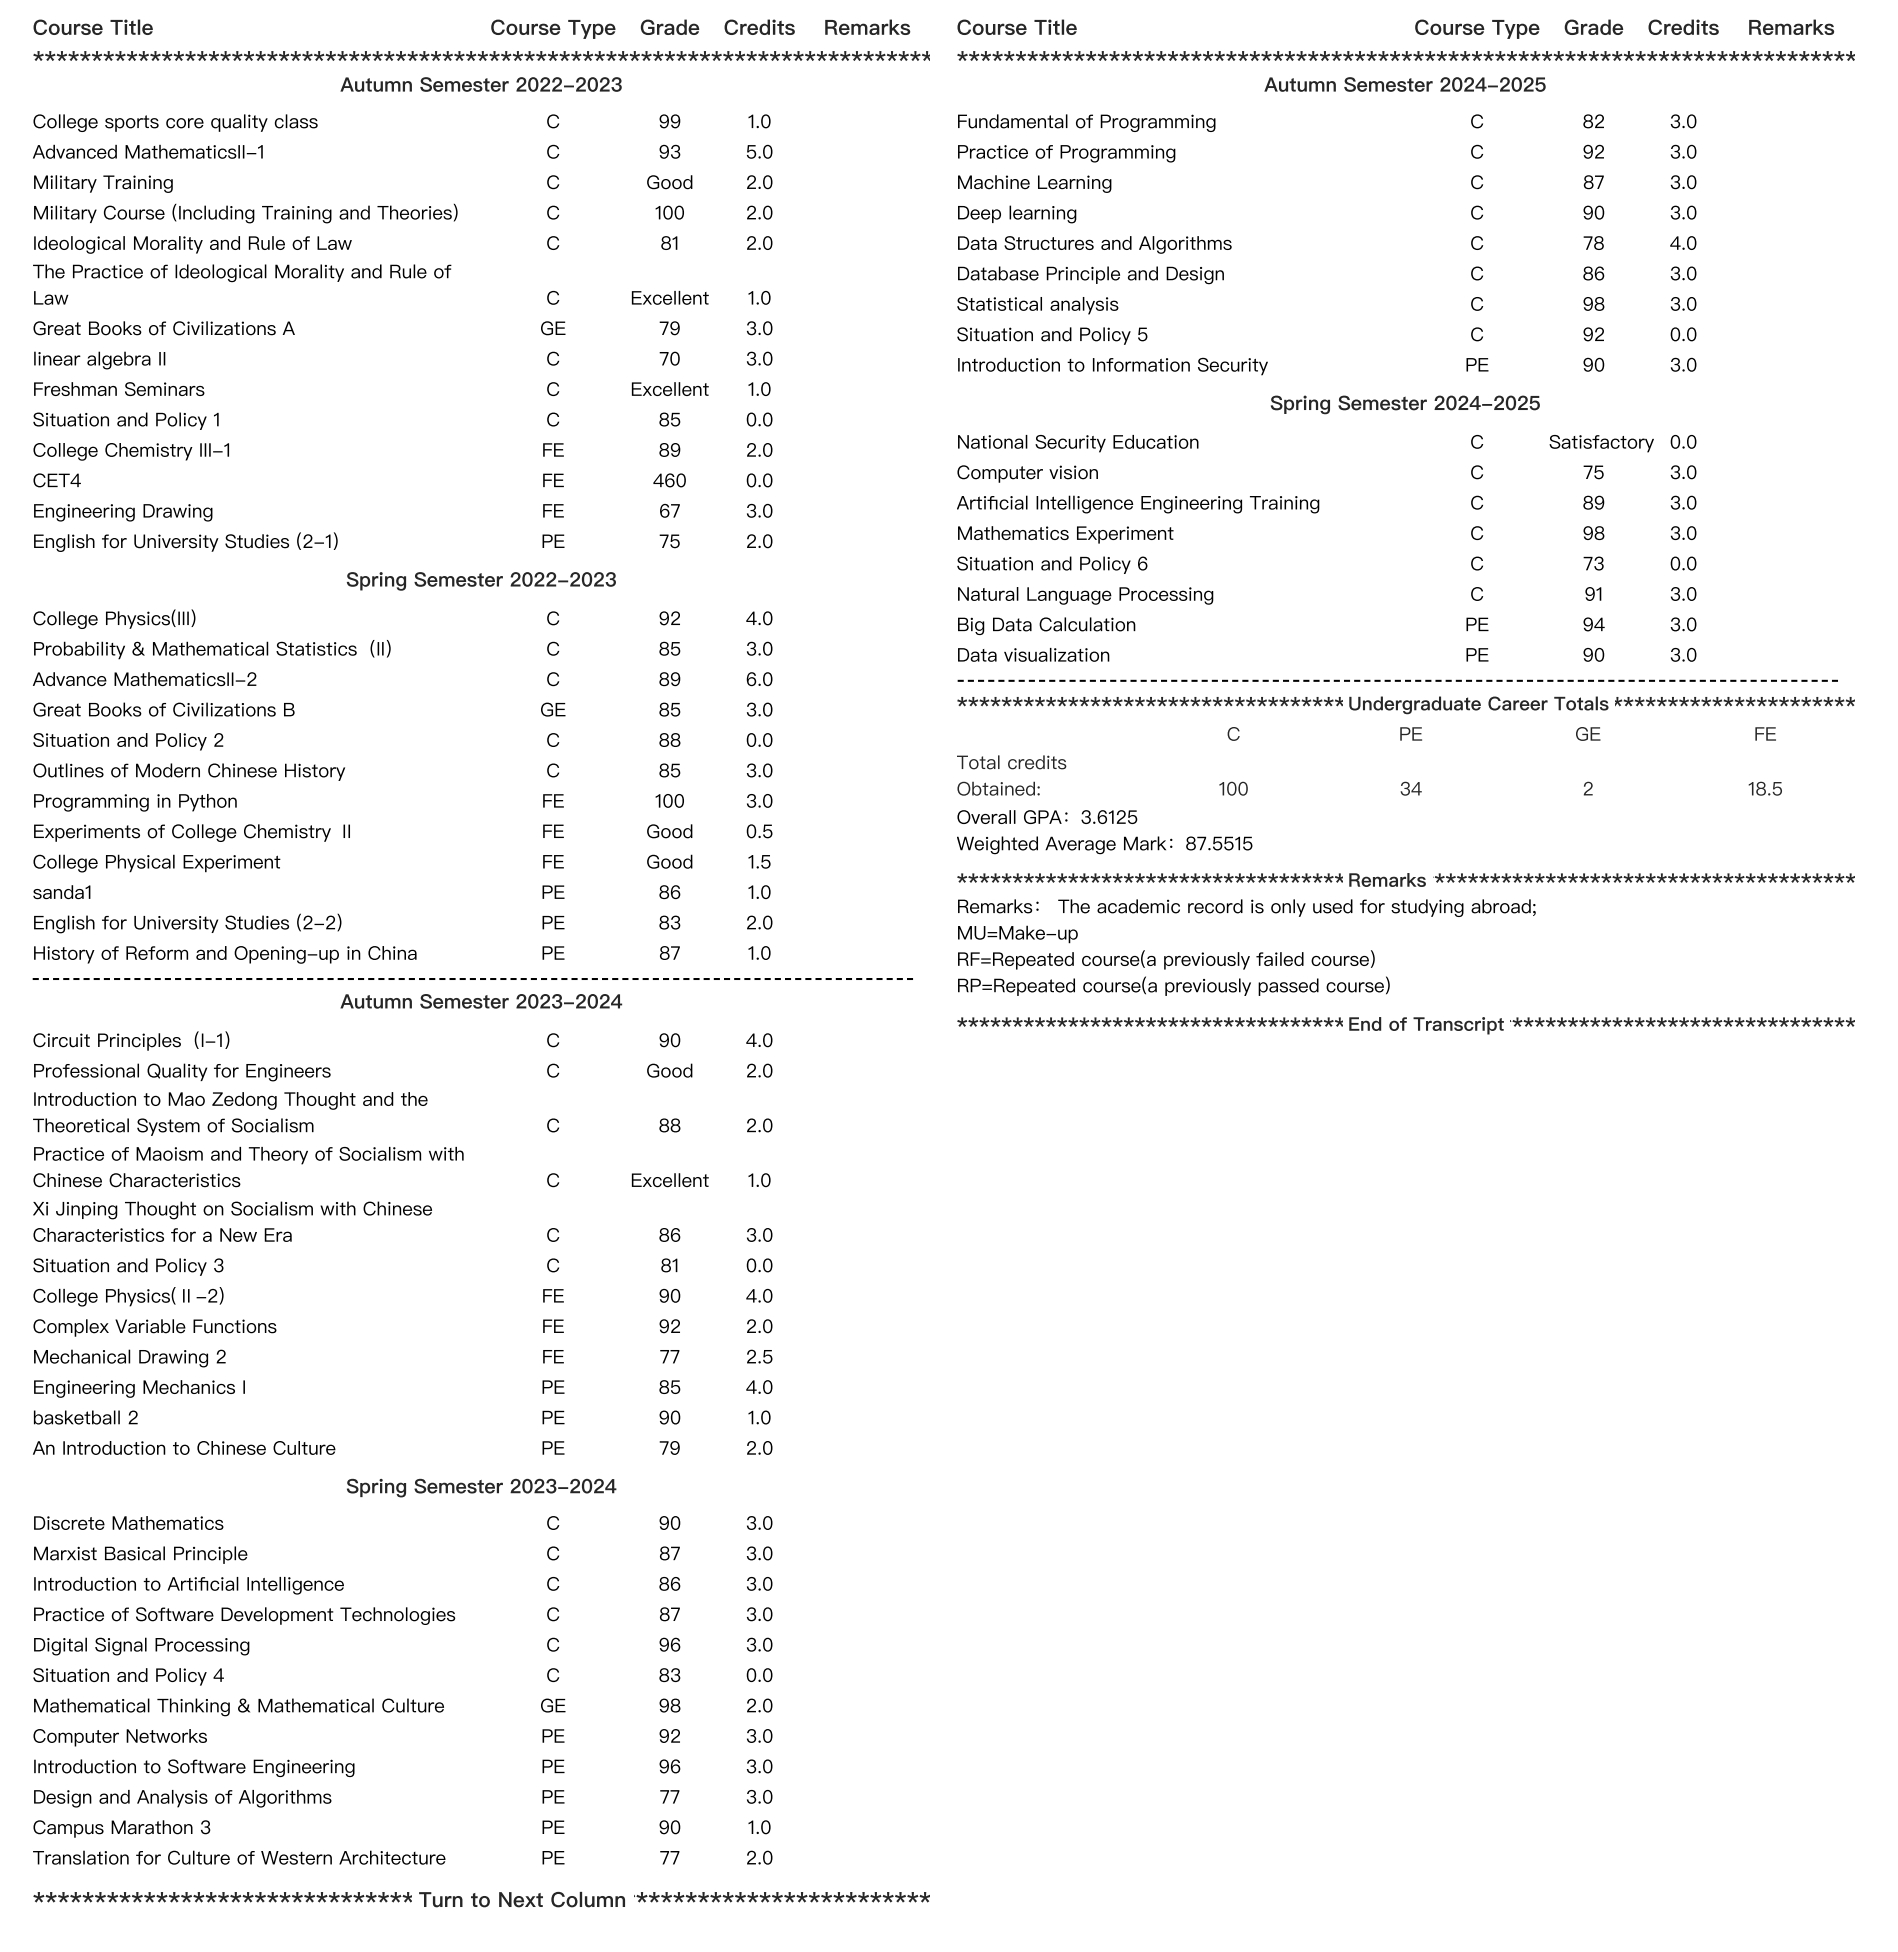 Course Title Course Type Grade Credits Remarks
******************************************************************************
Autumn Semester 2022–2023
College sports core quality class C 99 1.0
Advanced MathematicsII–1 C 93 5.0
Military Training C Good 2.0
Military Course (Including Training and Theories) C 100 2.0
Ideological Morality and Rule of Law C 81 2.0
The Practice of Ideological Morality and Rule of
Law C Excellent 1.0
Great Books of Civilizations A GE 79 3.0
linear algebra II C 70 3.0
Freshman Seminars C Excellent 1.0
Situation and Policy 1 C 85 0.0
College Chemistry III–1 FE 89 2.0
CET4 FE 460 0.0
Engineering Drawing FE 67 3.0
English for University Studies (2–1) PE 75 2.0
Spring Semester 2022–2023
College Physics(III) C 92 4.0
Probability & Mathematical Statistics (II) C 85 3.0
Advance MathematicsII–2 C 89 6.0
Great Books of Civilizations B GE 85 3.0
Situation and Policy 2 C 88 0.0
Outlines of Modern Chinese History C 85 3.0
Programming in Python FE 100 3.0
Experiments of College Chemistry II FE Good 0.5
College Physical Experiment FE Good 1.5
sanda1 PE 86 1.0
English for University Studies (2–2) PE 83 2.0
History of Reform and Opening–up in China PE 87 1.0
Autumn Semester 2023–2024
Circuit Principles (I–1) C 90 4.0
Professional Quality for Engineers C Good 2.0
Introduction to Mao Zedong Thought and the
Theoretical System of Socialism C 88 2.0
Practice of Maoism and Theory of Socialism with
Chinese Characteristics C Excellent 1.0
Xi Jinping Thought on Socialism with Chinese
Characteristics for a New Era C 86 3.0
Situation and Policy 3 C 81 0.0
College Physics( II –2) FE 90 4.0
Complex Variable Functions FE 92 2.0
Mechanical Drawing 2 FE 77 2.5
Engineering Mechanics I PE 85 4.0
basketball 2 PE 90 1.0
An Introduction to Chinese Culture PE 79 2.0
Spring Semester 2023–2024
Discrete Mathematics C 90 3.0
Marxist Basical Principle C 87 3.0
Introduction to Artificial Intelligence C 86 3.0
Practice of Software Development Technologies C 87 3.0
Digital Signal Processing C 96 3.0
Situation and Policy 4 C 83 0.0
Mathematical Thinking & Mathematical Culture GE 98 2.0
Computer Networks PE 92 3.0
Introduction to Software Engineering PE 96 3.0
Design and Analysis of Algorithms PE 77 3.0
Campus Marathon 3 PE 90 1.0
Translation for Culture of Western Architecture PE 77 2.0
******************************** Turn to Next Column *************************
Course Title Course Type Grade Credits Remarks
******************************************************************************
Autumn Semester 2024–2025
Fundamental of Programming C 82 3.0
Practice of Programming C 92 3.0
Machine Learning C 87 3.0
Deep learning C 90 3.0
Data Structures and Algorithms C 78 4.0
Database Principle and Design C 86 3.0
Statistical analysis C 98 3.0
Situation and Policy 5 C 92 0.0
Introduction to Information Security PE 90 3.0
Spring Semester 2024–2025
National Security Education C Satisfactory 0.0
Computer vision C 75 3.0
Artificial Intelligence Engineering Training C 89 3.0
Mathematics Experiment C 98 3.0
Situation and Policy 6 C 73 0.0
Natural Language Processing C 91 3.0
Big Data Calculation PE 94 3.0
Data visualization PE 90 3.0
*********************************** Undergraduate Career Totals **********************
C PE GE FE
Total credits
Obtained: 100 34 2 18.5
Overall GPA: 3.6125
Weighted Average Mark: 87.5515
*********************************** Remarks **************************************
Remarks: The academic record is only used for studying abroad;
MU=Make–up
RF=Repeated course(a previously failed course)
RP=Repeated course(a previously passed course)
*********************************** End of Transcript *******************************